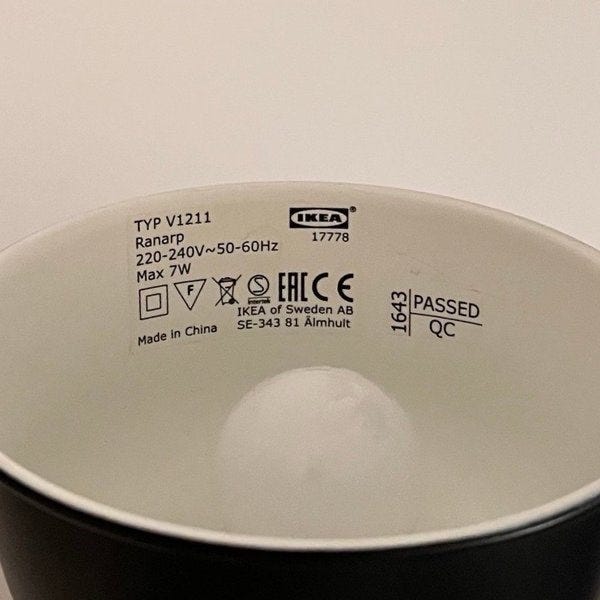 TYP V1211
Ranarp
220-240V~50-60Hz
Max 7W
F
S
Intertek
EAC CE
Made in China
IKEA®
17778
IKEA of Sweden AB
SE-343 81 Älmhult
1643
PASSED
QC